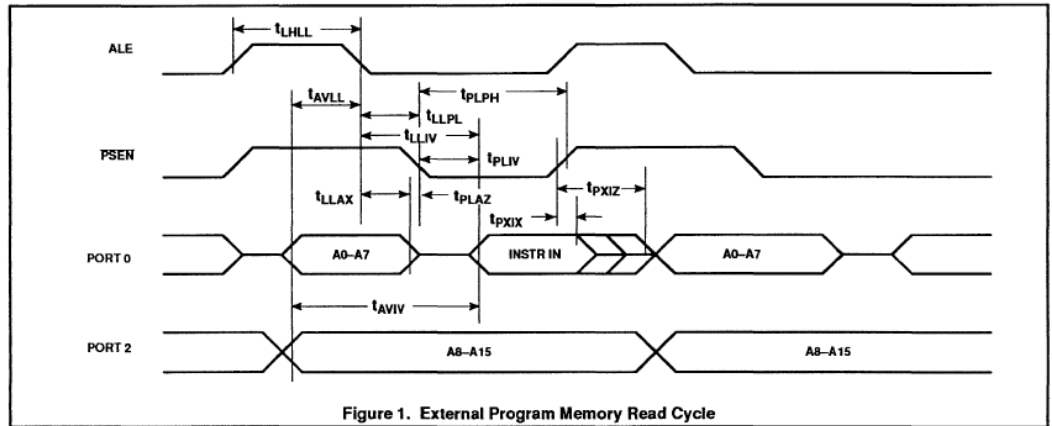 ALE
tLHLL
tAVLL
tPLPH
tLLPL
tLLIV
PSEN
tPLIV
tLLAX
tPLAZ
tPXIZ
tPXIX
PORT 0
A0–A7
INSTR IN
A0–A7
tAVIV
PORT 2
A8–A15
A8–A15
Figure 1. External Program Memory Read Cycle